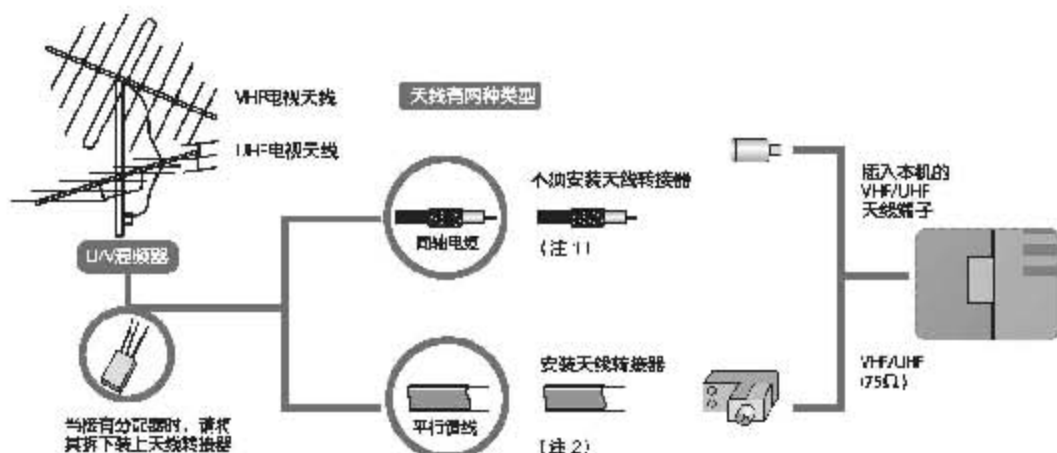 VHF电视天线
UHF电视天线
U/V混频器
当接有分配器时，请将
其拆下装上天线转接器
天线有两种类型
不须安装天线转接器
同轴电缆
（注1）
安装天线转接器
平行馈线
（注2）
插入本机的
VHF/UHF
天线端子
VHF/UHF
(75Ω)